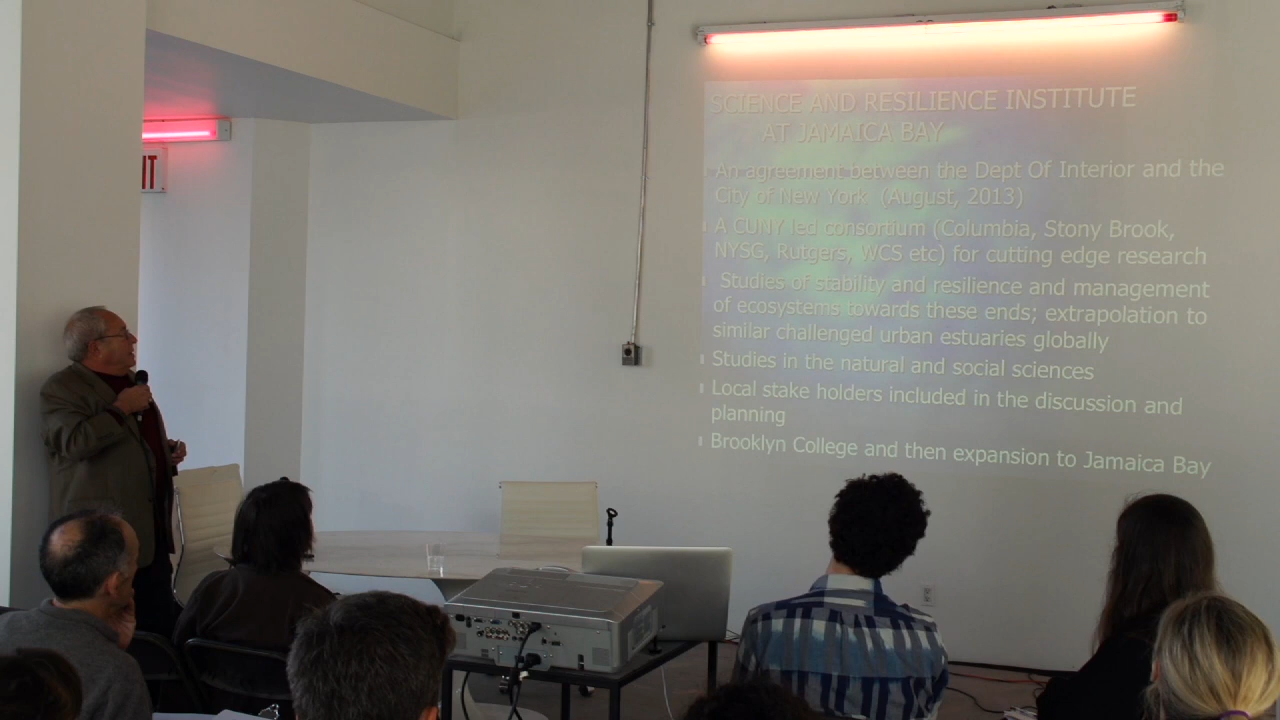 SCIENCE AND RESILIENCE INSTITUTE
AT JAMAICA BAY
An agreement between the Dept Of Interior and the
City of New York (August, 2013)
A CUNY led consortium (Columbia, Stony Brook,
NYSG, Rutgers, WCS etc) for cutting edge research
Studies of stability and resilience and management
of ecosystems towards these ends; extrapolation to
similar challenged urban estuaries globally
Studies in the natural and social sciences
Local stake holders included in the discussion and
planning
Brooklyn College and then expansion to Jamaica Bay
IT